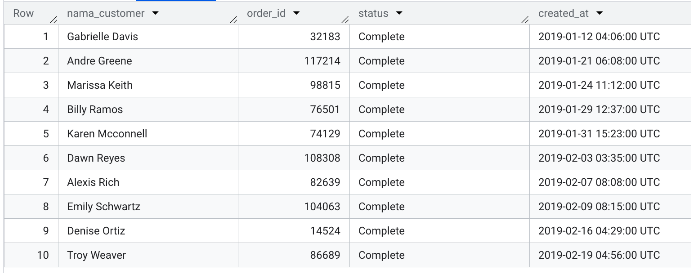 Row nama_customer order_id status created_at
1 Gabrielle Davis 32183 Complete 2019-01-12 04:06:00 UTC
2 Andre Greene 117214 Complete 2019-01-21 06:08:00 UTC
3 Marissa Keith 98815 Complete 2019-01-24 11:12:00 UTC
4 Billy Ramos 76501 Complete 2019-01-29 12:37:00 UTC
5 Karen Mcconnell 74129 Complete 2019-01-31 15:23:00 UTC
6 Dawn Reyes 108308 Complete 2019-02-03 03:35:00 UTC
7 Alexis Rich 82639 Complete 2019-02-07 08:08:00 UTC
8 Emily Schwartz 104063 Complete 2019-02-09 08:15:00 UTC
9 Denise Ortiz 14524 Complete 2019-02-16 04:29:00 UTC
10 Troy Weaver 86689 Complete 2019-02-19 04:56:00 UTC